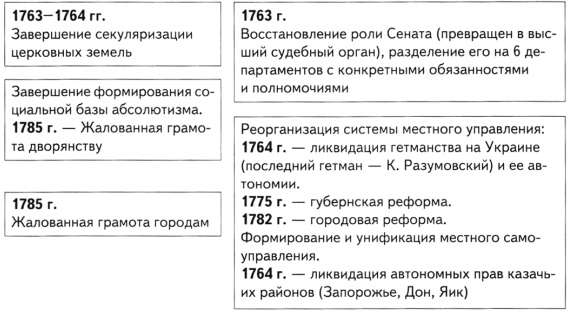 1763—1764 гг.
Завершение секуляризации
церковных земель
Завершение формирования со-
циальной базы абсолютизма.
1785 г. — Жалованная грамо-
та дворянству
1785 г.
Жалованная грамота городам
1763 г.
Восстановление роли Сената (превращен в выс-
ший судебный орган), разделение его на 6 де-
партаментов с конкретными обязанностями
и полномочиями
Реорганизация системы местного управления:
1764 г. — ликвидация гетманства на Украине
(последний гетман — К. Разумовский) и ее ав-
тономии.
1775 г. — губернская реформа.
1782 г. — городовая реформа.
Формирование и унификация местного само-
управления.
1764 г. — ликвидация автономных прав казачь-
их районов (Запорожье, Дон, Яик)